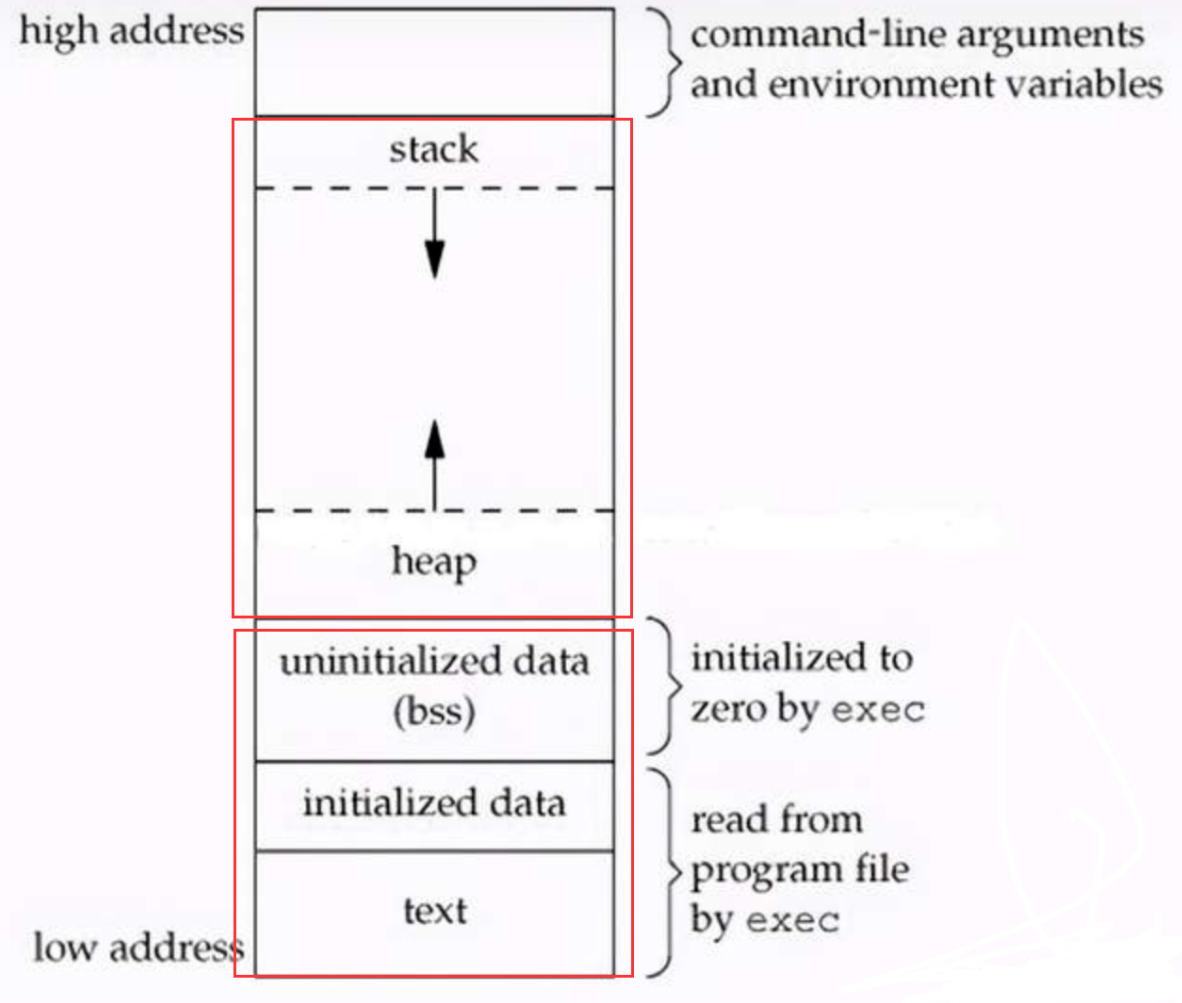 high address
command-line arguments
and environment variables
stack
heap
uninitialized data
(bss)
initialized to
zero by exec
initialized data
read from
program file
by exec
text
low address